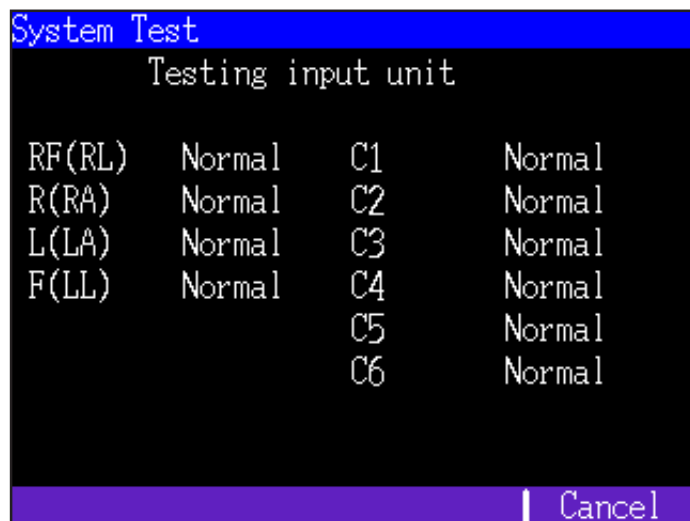 System Test
Testing input unit
RF(RL) Normal C1 Normal
R(RA) Normal C2 Normal
L(LA) Normal C3 Normal
F(LL) Normal C4 Normal
C5 Normal
C6 Normal
Cancel